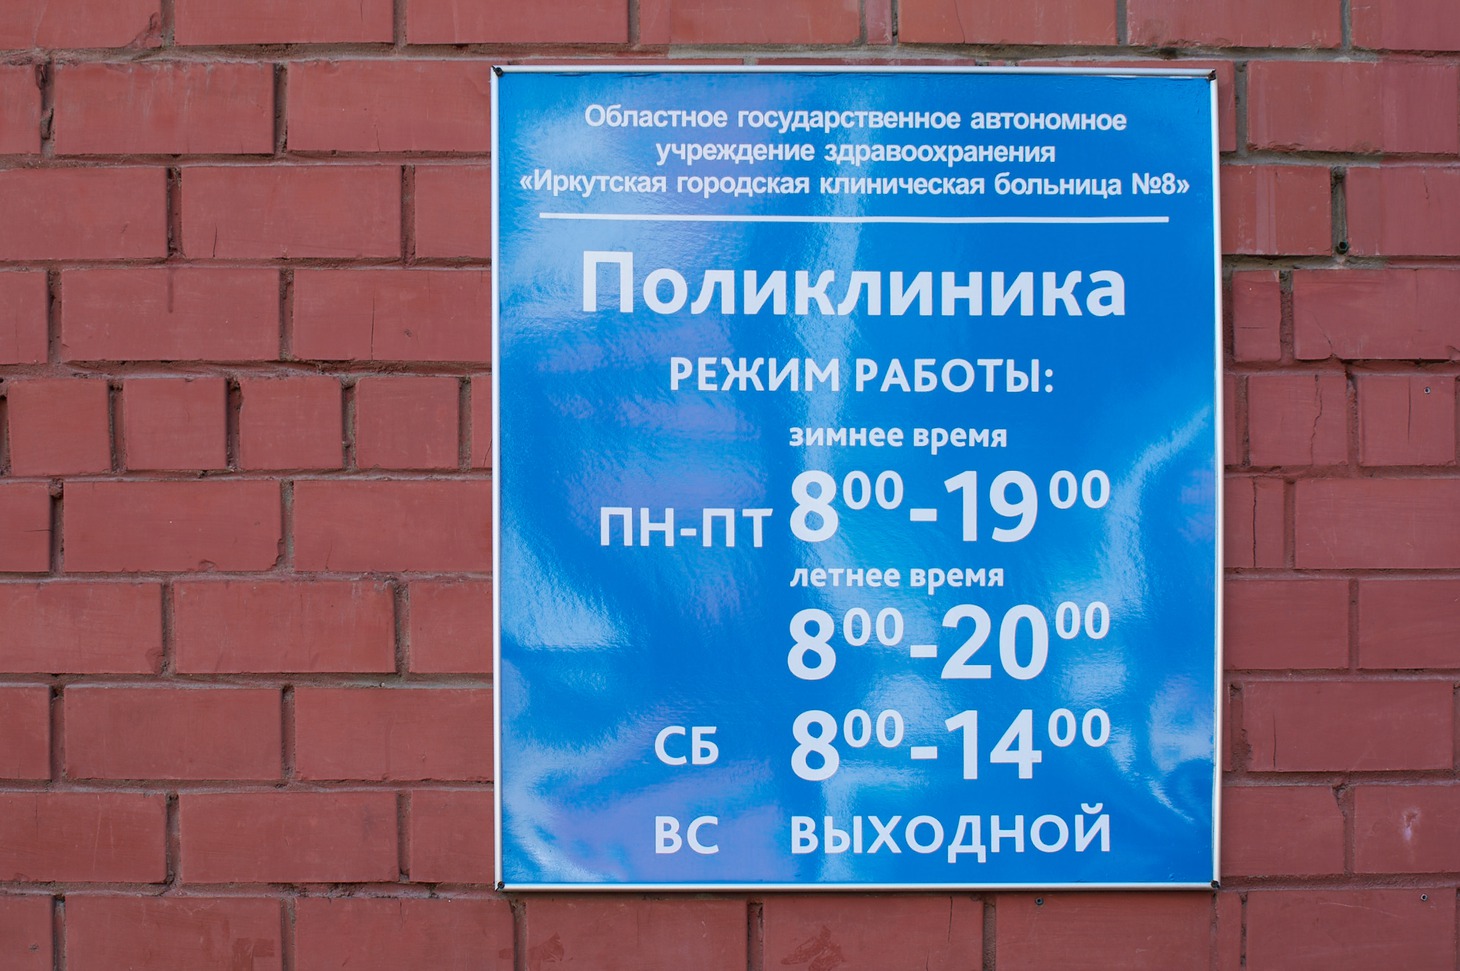 Областное государственное автономное
учреждение здравоохранения
«Иркутская городская клиническая больница №8»
Поликлиника
РЕЖИМ РАБОТЫ:
зимнее время
ПН-ПТ 8⁰⁰-19⁰⁰
летнее время
8⁰⁰-20⁰⁰
СБ 8⁰⁰-14⁰⁰
ВС ВЫХОДНОЙ